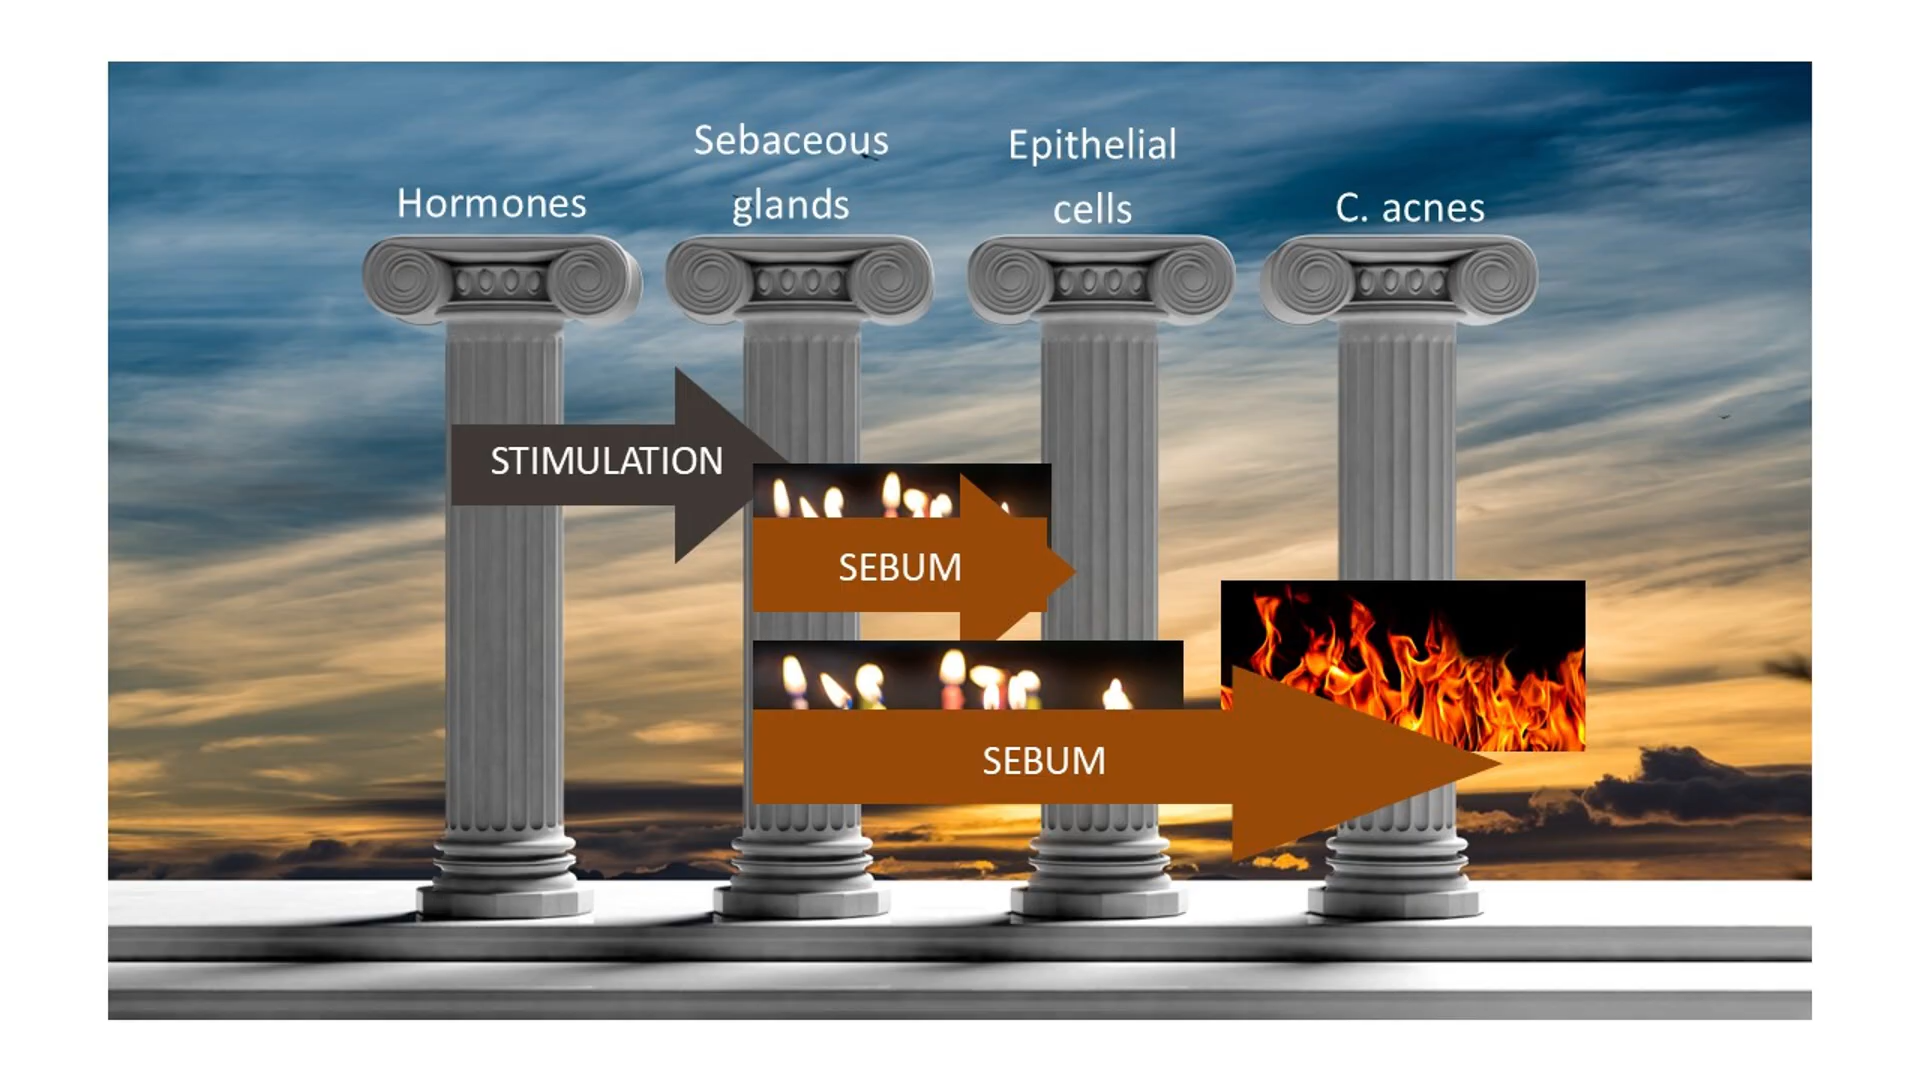 Hormones
Sebaceous
glands
Epithelial
cells
C. acnes
STIMULATION
SEBUM
SEBUM